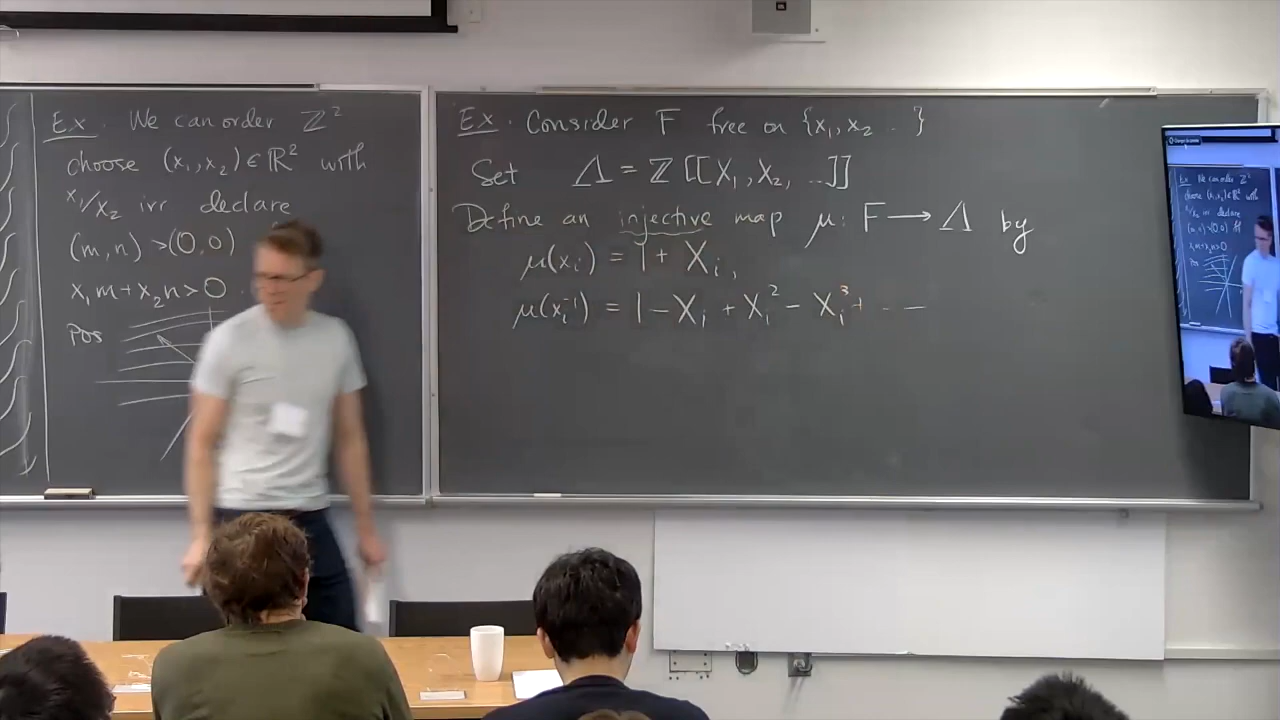 Ex. We can order ℤ²
choose (x₁,x₂) ∈ ℝ² with
x₁/x₂ irr declare
(m,n) > (0,0)
x₁m + x₂n > 0
Pos
Ex. Consider F free on {x₁, x₂ . }
Set Λ = ℤ[[X₁, X₂, ...]]
Define an injective map μ: F ⟶ Λ by
μ(xᵢ) = 1 + Xᵢ,
μ(xᵢ⁻¹) = 1 − Xᵢ + Xᵢ² − Xᵢ³ + ...